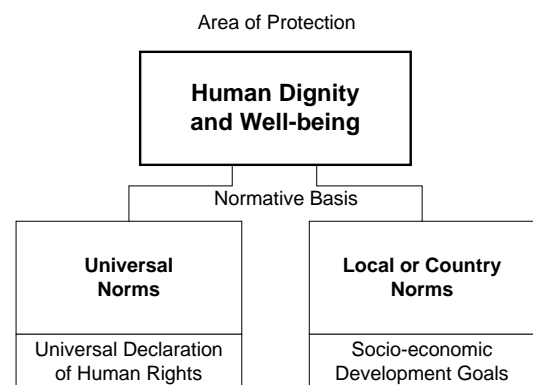 Area of Protection
Human Dignity
and Well-being
Normative Basis
Universal
Norms
Universal Declaration
of Human Rights
Local or Country
Norms
Socio-economic
Development Goals